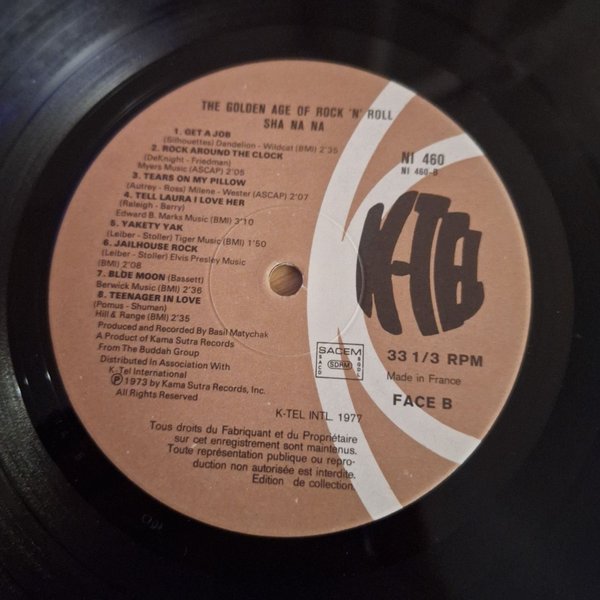 THE GOLDEN AGE OF ROCK 'N' ROLL
SHA NA NA
1. GET A JOB
(Silhouettes) Dandelion - Wildcat (BMI) 2'35
2. ROCK AROUND THE CLOCK
(DeKnight - Friedman)
Myers Music (ASCAP) 2'05
3. TEARS ON MY PILLOW
(Autrey - Ross) Milene - Wester (ASCAP) 2'07
4. TELL LAURA I LOVE HER
(Raleigh - Barry)
Edward B. Marks Music (BMI) 3'10
5. YAKETY YAK
(Leiber - Stoller) Tiger Music (BMI) 1'50
6. JAILHOUSE ROCK
(Leiber - Stoller) Elvis Presley Music
(BMI) 2'08
7. BLUE MOON (Bassett)
Berwick Music (BMI) 2'36
8. TEENAGER IN LOVE
(Pomus - Shuman)
Hill & Range (BMI) 2'35
Produced and Recorded By Basil Matychak
A Product of Kama Sutra Records
From The Buddah Group
Distributed In Association With
K-Tel International
Ⓟ 1973 by Kama Sutra Records, Inc.
All Rights Reserved
NI 460
NI 460-B
K-TEL
33 1/3 RPM
Made in France
FACE B
SACEM
SACD
SDRM
SGDL
K-TEL INTL. 1977
Tous droits du Fabriquant et du Propriétaire
sur cet enregistrement sont maintenus.
Toute représentation publique ou repro-
duction non autorisée est interdite.
Edition de collection.